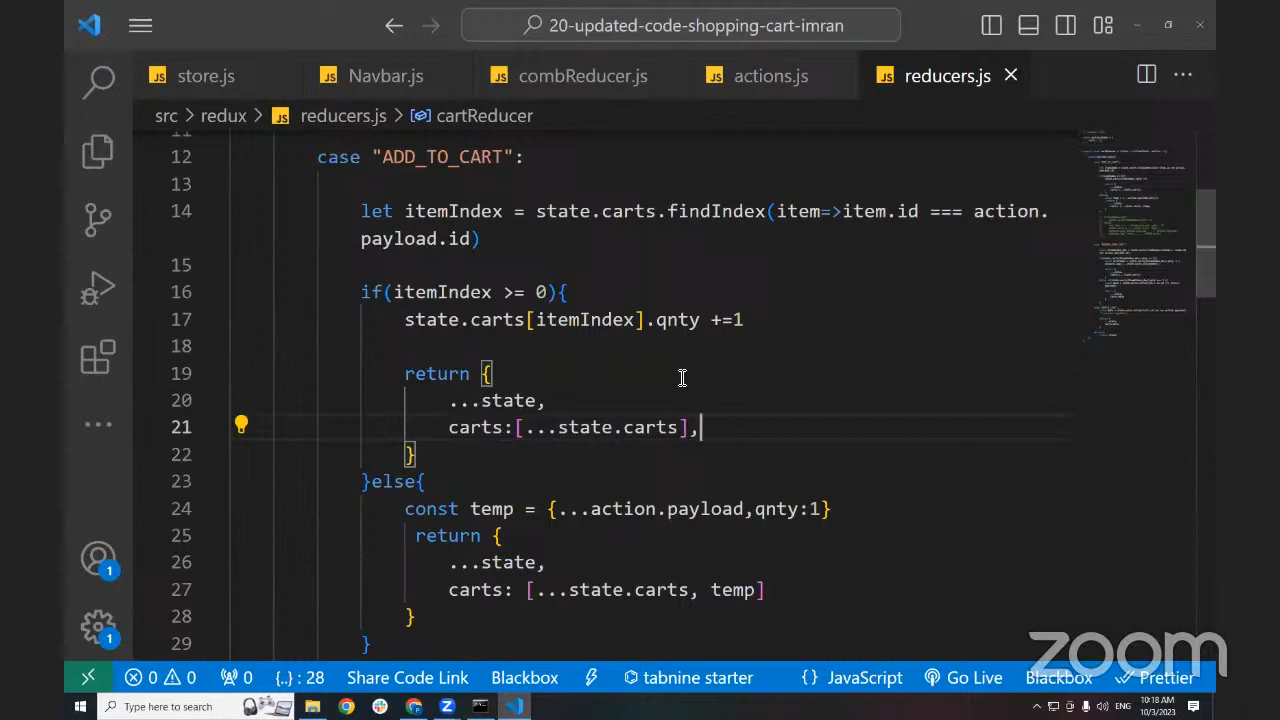 20-updated-code-shopping-cart-imran
store.js
Navbar.js
combReducer.js
actions.js
reducers.js
src > redux > JS reducers.js > cartReducer
11
12 case "ADD_TO_CART":
13
14 let itemIndex = state.carts.findIndex(item=>item.id === action.
payload.id)
15
16 if(itemIndex >= 0){
17 state.carts[itemIndex].qnty +=1
18
19 return {
20 ...state,
21 carts:[...state.carts],
22 }
23 }else{
24 const temp = {...action.payload,qnty:1}
25 return {
26 ...state,
27 carts: [...state.carts, temp]
28 }
29 }
1
1
zoom
0 0 0 {..} : 28 Share Code Link Blackbox tabnine starter {} JavaScript Go Live Blackbox Prettier
Type here to search
10:18 AM
10/3/2023